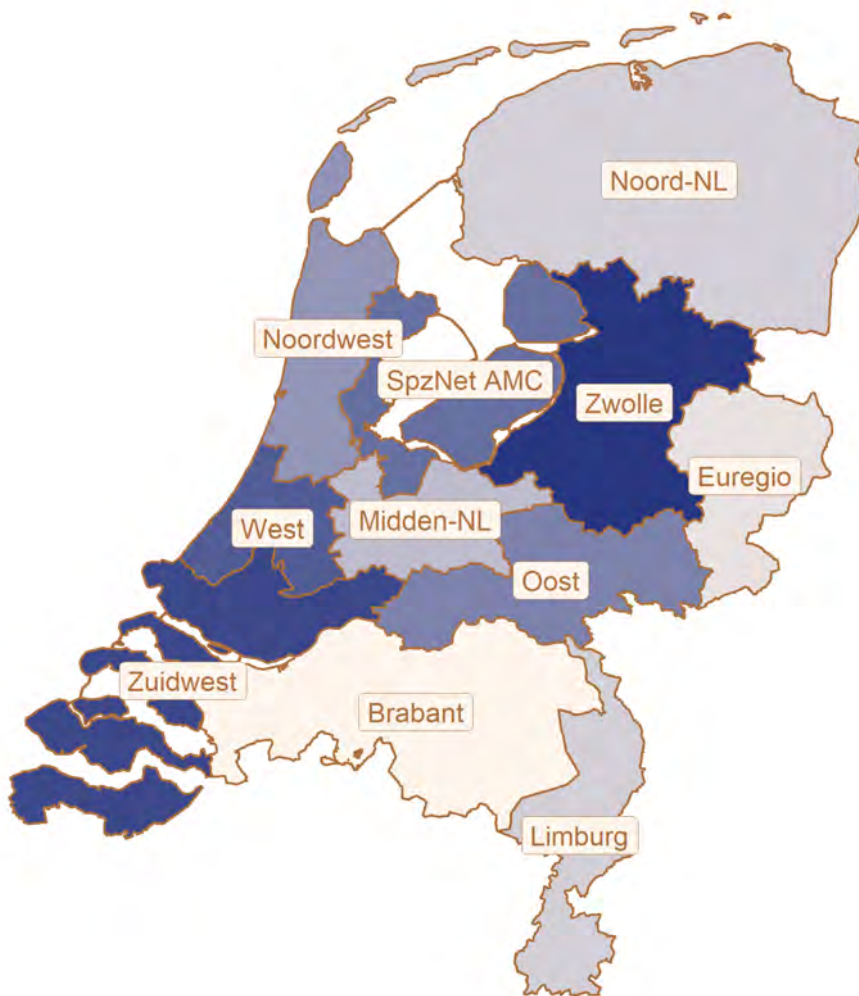 Noord-NL
Noordwest
SpzNet AMC
Zwolle
Euregio
West
Midden-NL
Oost
Zuidwest
Brabant
Limburg